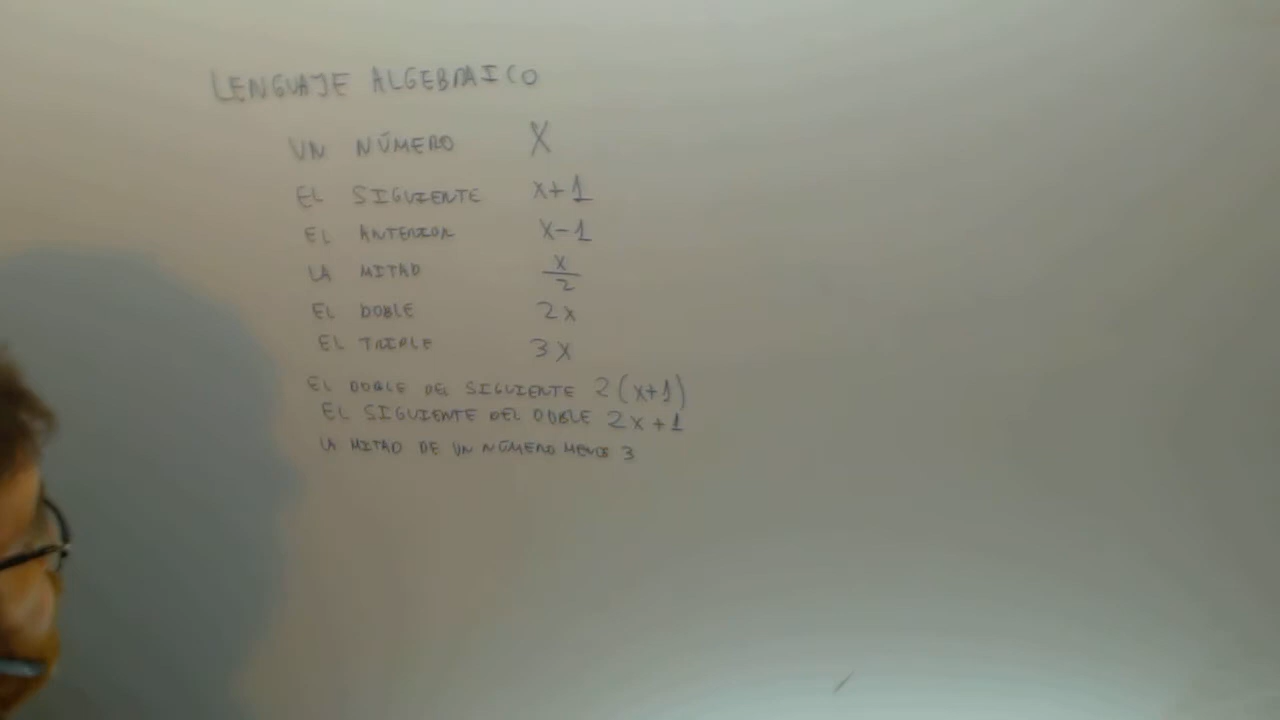 LENGUAJE ALGEBRAICO
UN NÚMERO X
EL SIGUIENTE x+1
EL ANTERIOR x-1
LA MITAD x/2
EL DOBLE 2x
EL TRIPLE 3x
EL DOBLE DEL SIGUIENTE 2(x+1)
EL SIGUIENTE DEL DOBLE 2x+1
LA MITAD DE UN NÚMERO MENOS 3